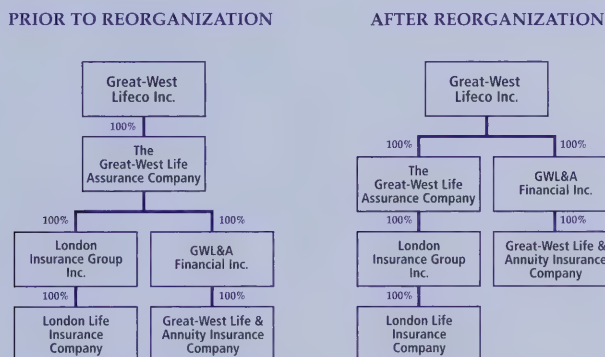 PRIOR TO REORGANIZATION
Great-West
Lifeco Inc.
100%
The
Great-West Life
Assurance Company
100%
100%
London
Insurance Group
Inc.
GWL&A
Financial Inc.
100%
100%
London Life
Insurance
Company
Great-West Life &
Annuity Insurance
Company
AFTER REORGANIZATION
Great-West
Lifeco Inc.
100%
100%
The
Great-West Life
Assurance Company
GWL&A
Financial Inc.
100%
100%
London
Insurance Group
Inc.
Great-West Life &
Annuity Insurance
Company
100%
London Life
Insurance
Company